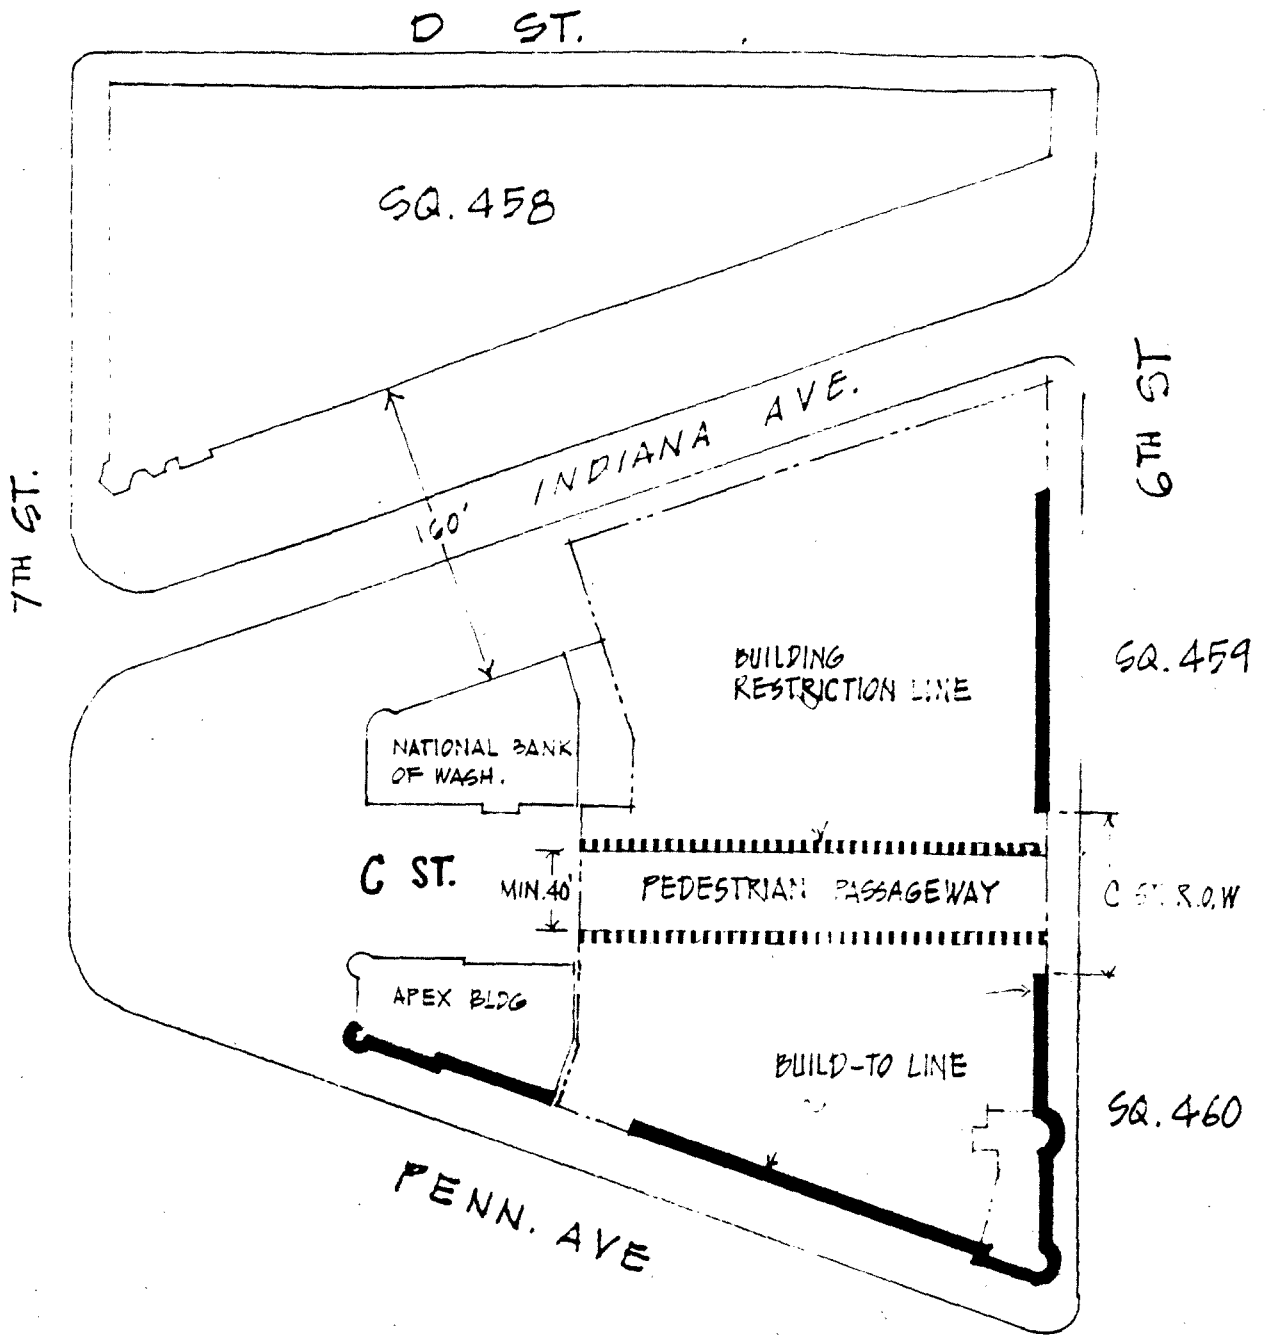 D ST.
SQ. 458
INDIANA AVE.
160'
6TH ST
7TH ST.
BUILDING
RESTRICTION LINE
SQ. 459
NATIONAL BANK
OF WASH.
C ST.
MIN. 40'
PEDESTRIAN PASSAGEWAY
C ST. R.O.W
APEX BLDG
BUILD-TO LINE
SQ. 460
PENN. AVE